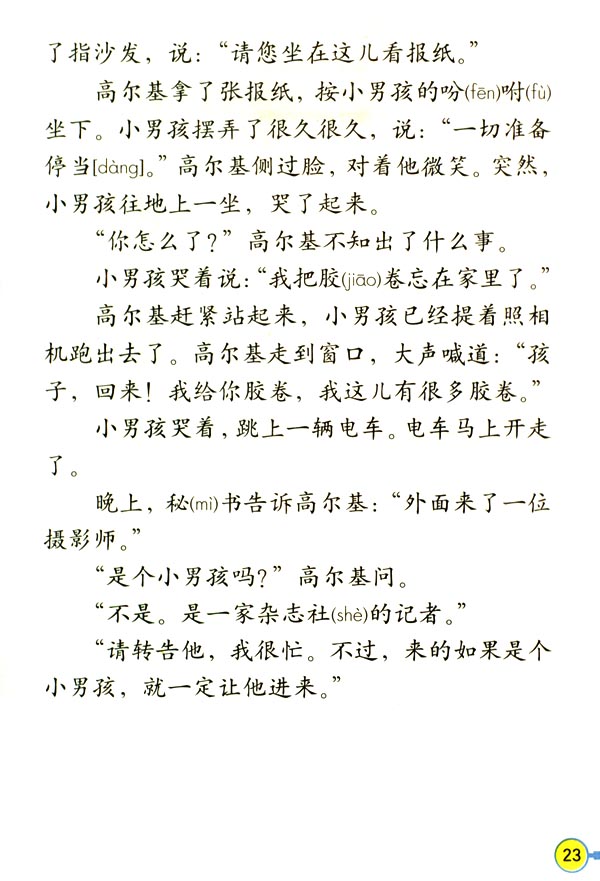 了指沙发，说：“请您坐在这儿看报纸。”
高尔基拿了张报纸，按小男孩的吩(fēn)咐(fù)
坐下。小男孩摆弄了很久很久，说：“一切准备
停当[dàng]。”高尔基侧过脸，对着他微笑。突然，
小男孩往地上一坐，哭了起来。
“你怎么了？”高尔基不知出了什么事。
小男孩哭着说：“我把胶(jiāo)卷忘在家里了。”
高尔基赶紧站起来，小男孩已经提着照相
机跑出去了。高尔基走到窗口，大声喊道：“孩
子，回来！我给你胶卷，我这儿有很多胶卷。”
小男孩哭着，跳上一辆电车。电车马上开走
了。
晚上，秘(mì)书告诉高尔基：“外面来了一位
摄影师。”
“是个小男孩吗？”高尔基问。
“不是。是一家杂志社(shè)的记者。”
“请转告他，我很忙。不过，来的如果是个
小男孩，就一定让他进来。”
23